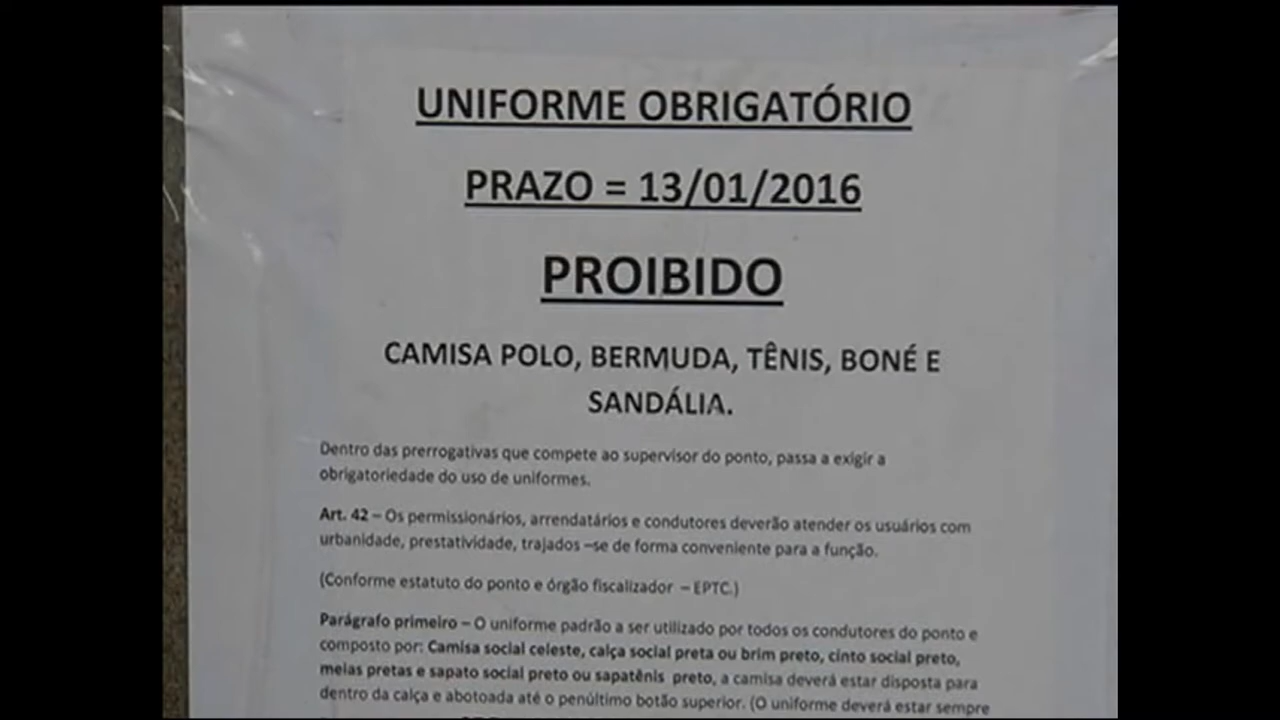 UNIFORME OBRIGATÓRIO
PRAZO = 13/01/2016
PROIBIDO
CAMISA POLO, BERMUDA, TÊNIS, BONÉ E
SANDÁLIA.
Dentro das prerrogativas que compete ao supervisor do ponto, passa a exigir a
obrigatoriedade do uso de uniformes.
Art. 42 – Os permissionários, arrendatários e condutores deverão atender os usuários com
urbanidade, prestatividade, trajados –se de forma conveniente para a função.
(Conforme estatuto do ponto e órgão fiscalizador – EPTC.)
Parágrafo primeiro – O uniforme padrão a ser utilizado por todos os condutores do ponto e
composto por: Camisa social celeste, calça social preta ou brim preto, cinto social preto,
meias pretas e sapato social preto ou sapatênis preto, a camisa deverá estar disposta para
dentro da calça e abotoada até o penúltimo botão superior. (O uniforme deverá estar sempre